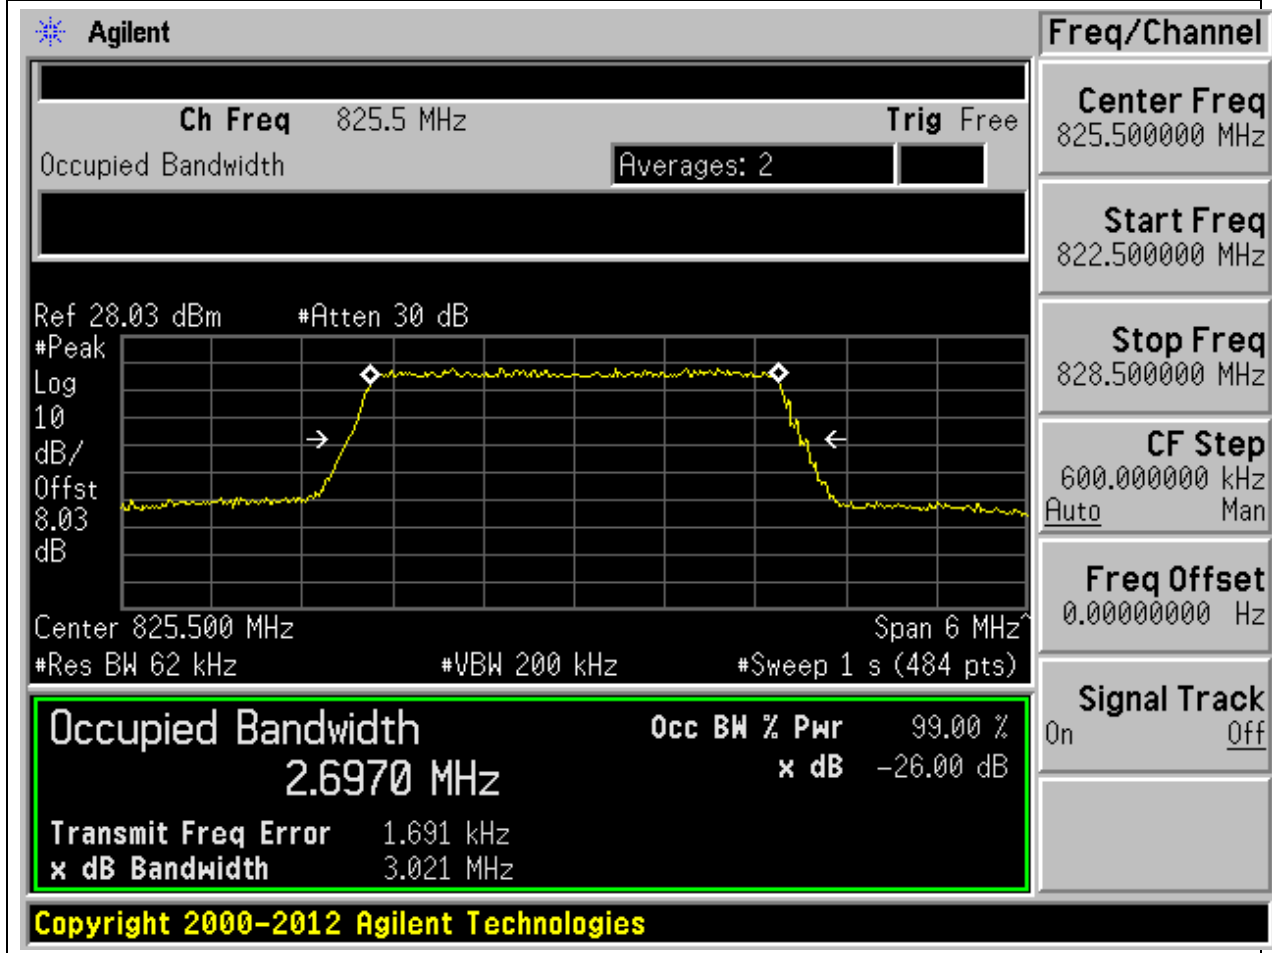 Agilent
Freq/Channel
Ch Freq 825.5 MHz Trig Free
Occupied Bandwidth Averages: 2
Center Freq
825.500000 MHz
Start Freq
822.500000 MHz
Stop Freq
828.500000 MHz
CF Step
600.000000 kHz
Auto Man
Freq Offset
0.00000000 Hz
Signal Track
On Off
Ref 28.03 dBm #Atten 30 dB
#Peak
Log
10
dB/
Offst
8.03
dB
Center 825.500 MHz Span 6 MHz^
#Res BW 62 kHz #VBW 200 kHz #Sweep 1 s (484 pts)
Occupied Bandwidth Occ BW % Pwr 99.00 %
2.6970 MHz x dB -26.00 dB
Transmit Freq Error 1.691 kHz
x dB Bandwidth 3.021 MHz
Copyright 2000-2012 Agilent Technologies